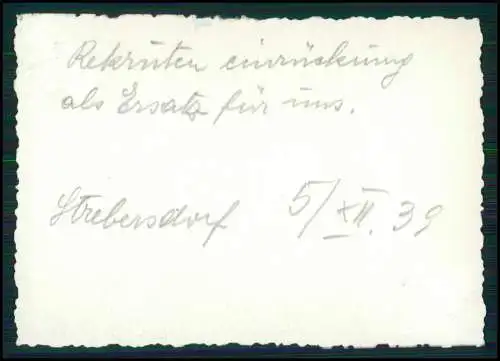 Rekruten einrückung
als Ersatz für uns.
Strebersdorf 5/XII. 39